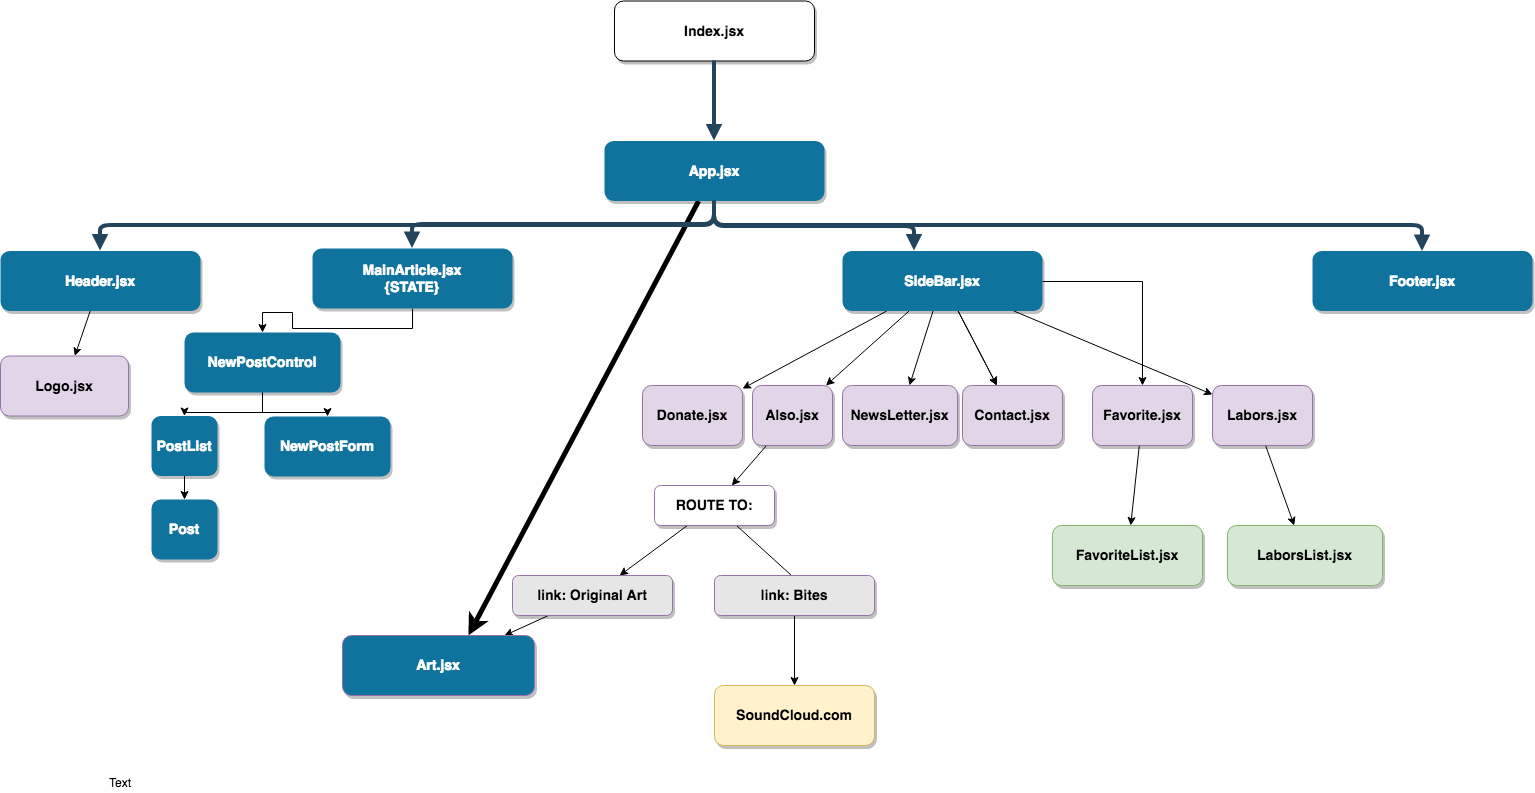 Index.jsx
App.jsx
Header.jsx
MainArticle.jsx
{STATE}
SideBar.jsx
Footer.jsx
NewPostControl
Logo.jsx
Donate.jsx
Also.jsx
NewsLetter.jsx
Contact.jsx
Favorite.jsx
Labors.jsx
PostList
NewPostForm
ROUTE TO:
Post
FavoriteList.jsx
LaborsList.jsx
link: Original Art
link: Bites
Art.jsx
SoundCloud.com
Text